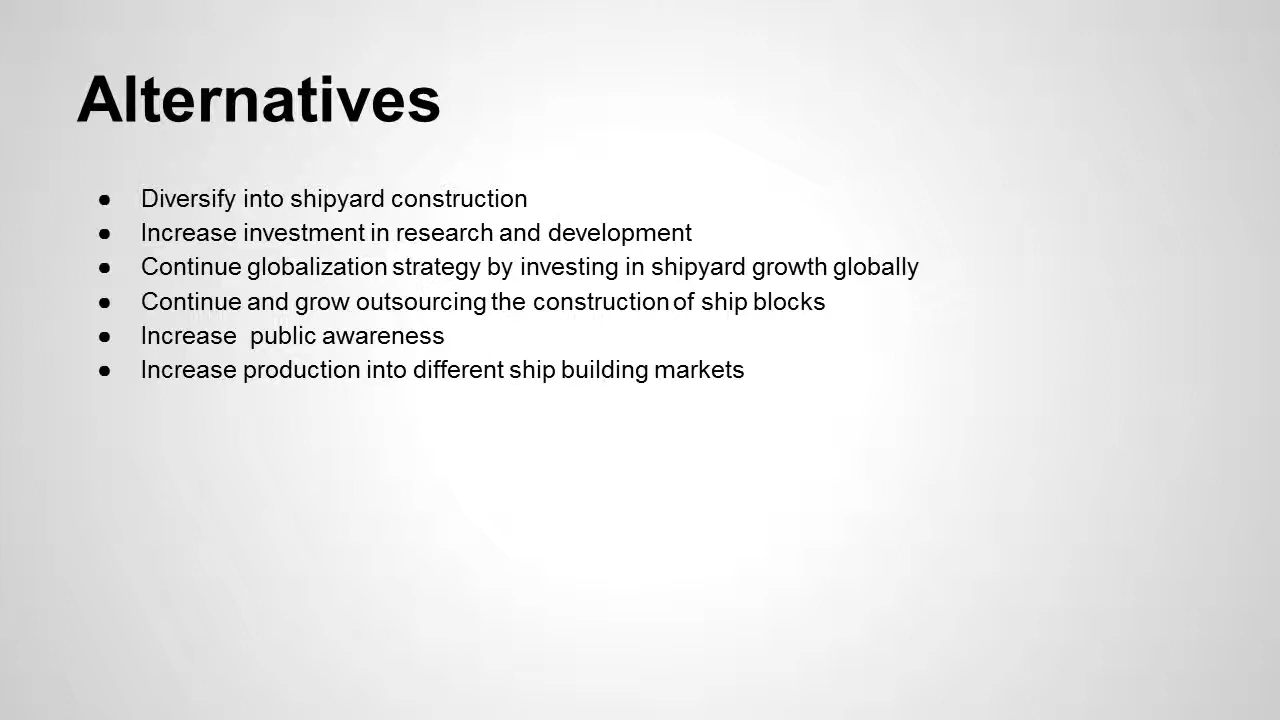 Alternatives
● Diversify into shipyard construction
● Increase investment in research and development
● Continue globalization strategy by investing in shipyard growth globally
● Continue and grow outsourcing the construction of ship blocks
● Increase  public awareness
● Increase production into different ship building markets